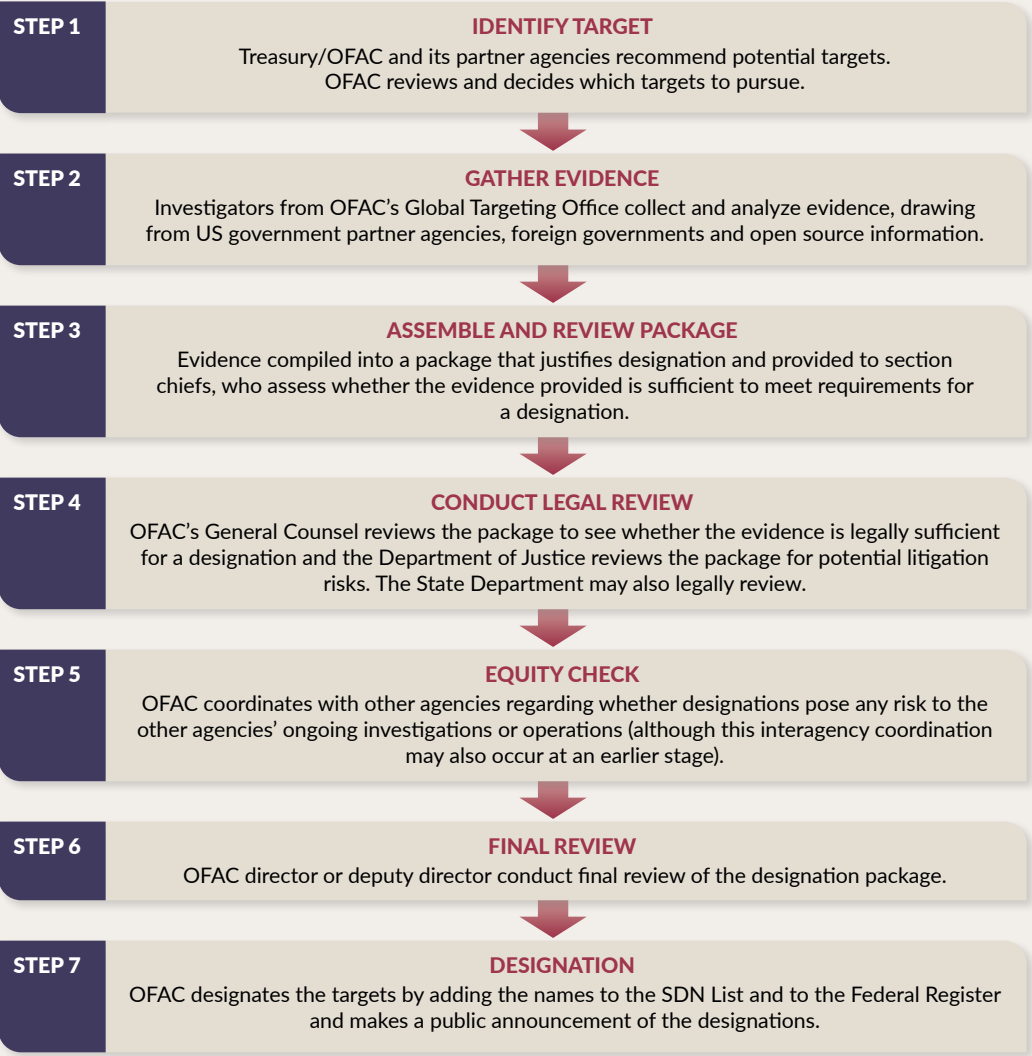 STEP 1
IDENTIFY TARGET
Treasury/OFAC and its partner agencies recommend potential targets.
OFAC reviews and decides which targets to pursue.
STEP 2
GATHER EVIDENCE
Investigators from OFAC’s Global Targeting Office collect and analyze evidence, drawing
from US government partner agencies, foreign governments and open source information.
STEP 3
ASSEMBLE AND REVIEW PACKAGE
Evidence compiled into a package that justifies designation and provided to section
chiefs, who assess whether the evidence provided is sufficient to meet requirements for
a designation.
STEP 4
CONDUCT LEGAL REVIEW
OFAC’s General Counsel reviews the package to see whether the evidence is legally sufficient
for a designation and the Department of Justice reviews the package for potential litigation
risks. The State Department may also legally review.
STEP 5
EQUITY CHECK
OFAC coordinates with other agencies regarding whether designations pose any risk to the
other agencies’ ongoing investigations or operations (although this interagency coordination
may also occur at an earlier stage).
STEP 6
FINAL REVIEW
OFAC director or deputy director conduct final review of the designation package.
STEP 7
DESIGNATION
OFAC designates the targets by adding the names to the SDN List and to the Federal Register
and makes a public announcement of the designations.